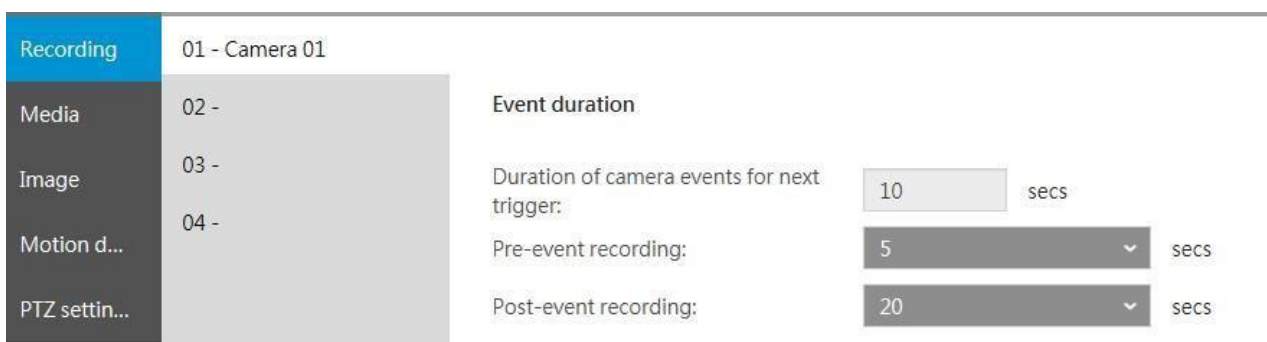 Recording
Media
Image
Motion d...
PTZ settin...
01 - Camera 01
02 -
03 -
04 -
Event duration
Duration of camera events for next
trigger:
10 secs
Pre-event recording: 5 secs
Post-event recording: 20 secs